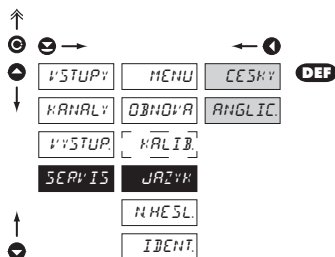 VSTUPY MENU CESKY DEF
KANALY OBNOVA ANGLIC.
VYSTUP. KALIB.
SERVIS JAZYK
N.HESL.
IDENT.